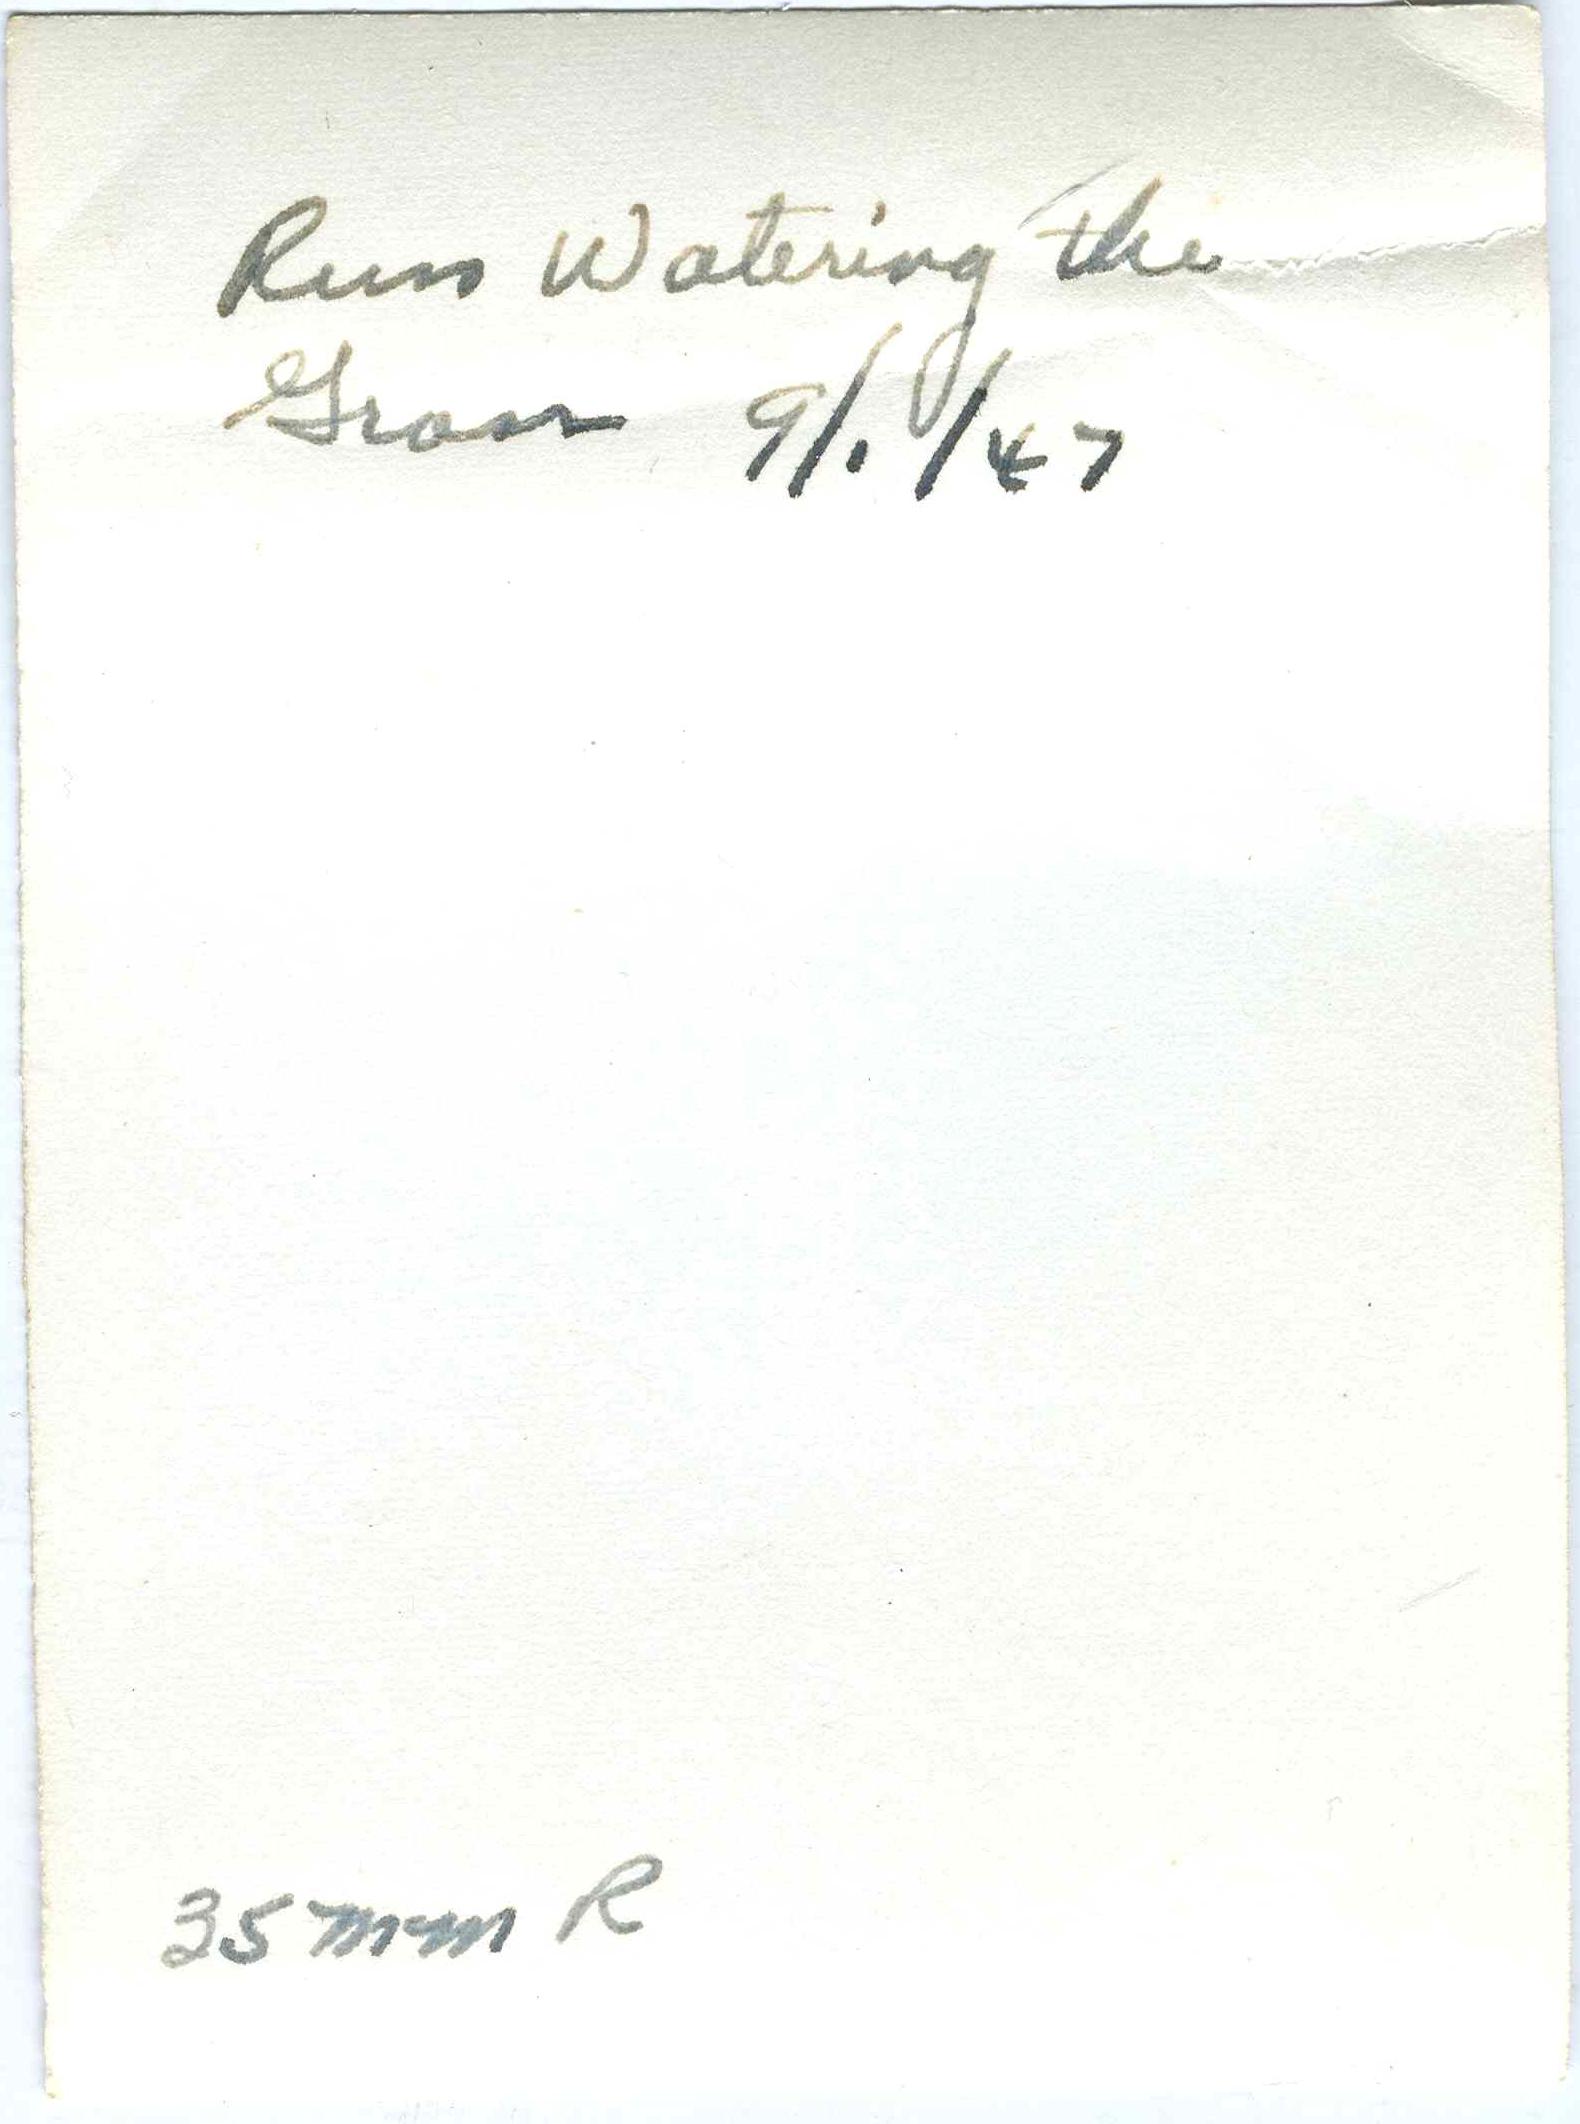 Russ Watering the
Grass 9/1/47
35mm R